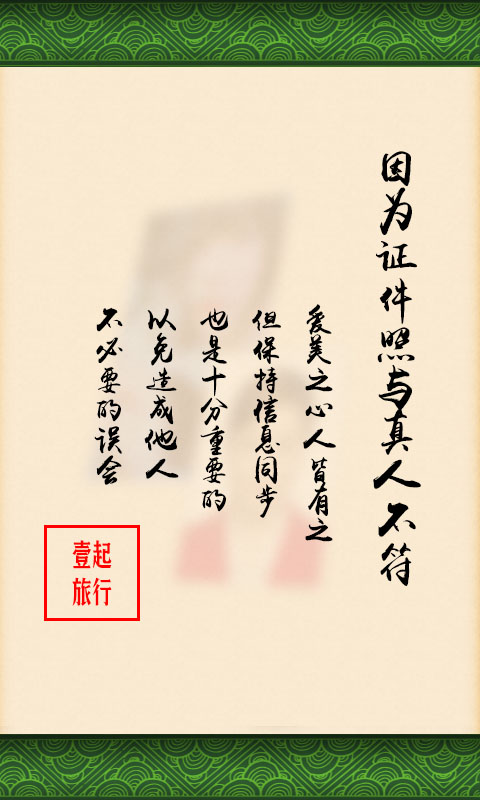 因为证件照与真人不符
爱美之心人皆有之
但保持信息同步
也是十分重要的
以免造成他人
不必要的误会
壹起
旅行